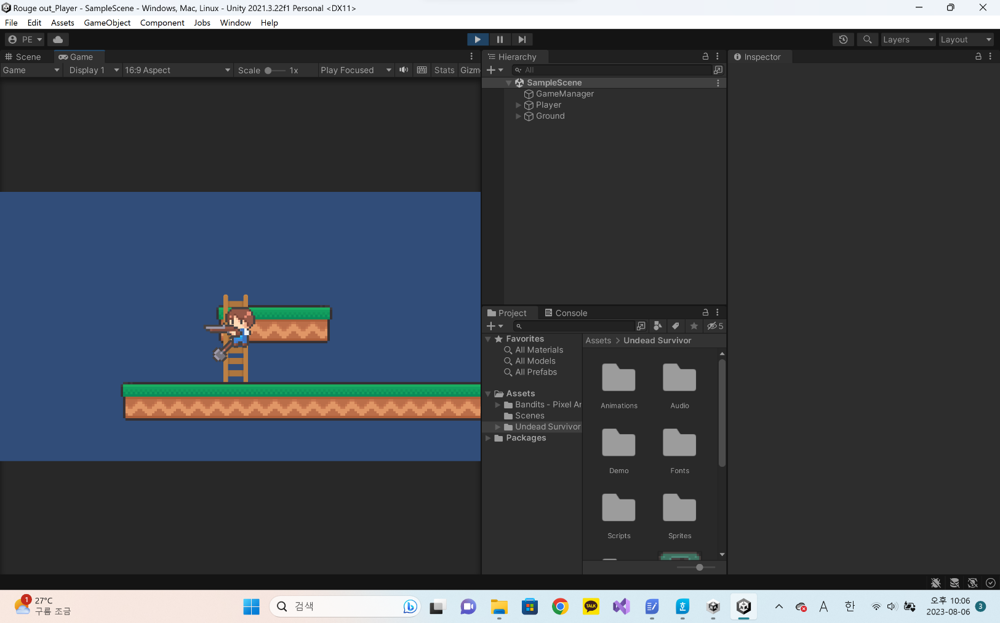 Rouge out_Player - SampleScene - Windows, Mac, Linux - Unity 2021.3.22f1 Personal <DX11>
File Edit Assets GameObject Component Jobs Window Help
PE Layers Layout
Scene Game Hierarchy Inspector
Game Display 1 16:9 Aspect Scale 1x Play Focused Stats Gizm All
SampleScene
GameManager
Player
Ground
Project Console
5
Favorites Assets > Undead Survivor
All Materials
All Models
All Prefabs
Assets
Bandits - Pixel Ar
Scenes
Undead Survivor
Packages
Animations Audio
Demo Fonts
Scripts Sprites
1 27°C
구름 조금
검색
TALK
A 한
오후 10:06
2023-08-06
3